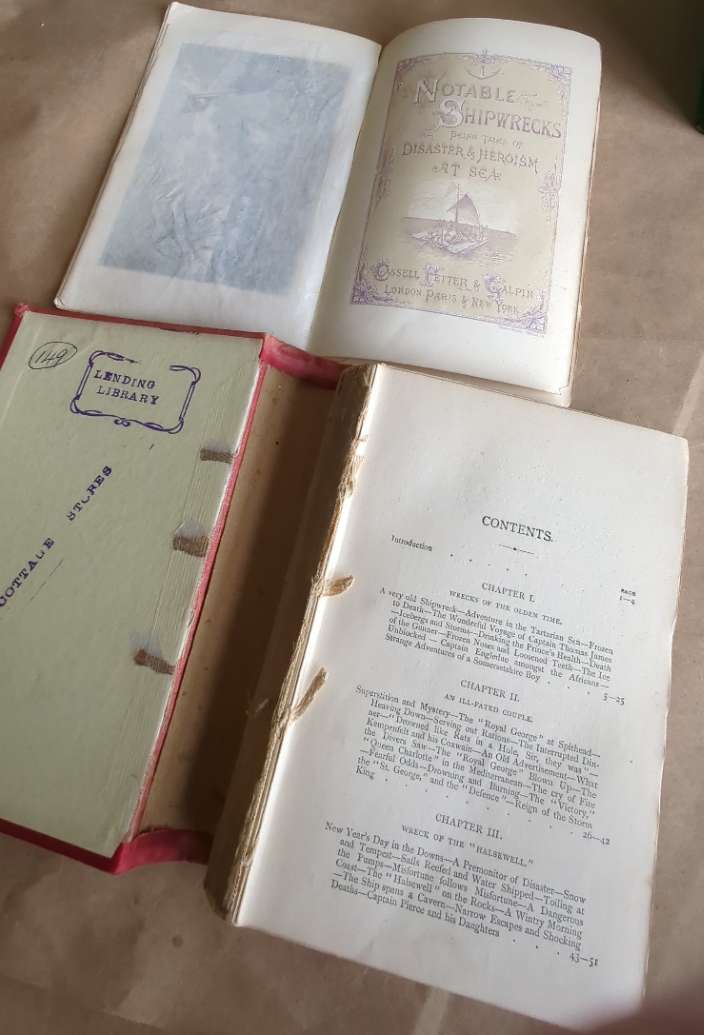 NOTABLE
SHIPWRECKS
BEING TALES OF
DISASTER & HEROISM
AT SEA
CASSELL PETTER & GALPIN
LONDON PARIS & NEW YORK
149
LENDING
LIBRARY
COTTAGE STORES
CONTENTS.
Introduction
PAGE
1—4
CHAPTER I.
WRECKS OF THE OLDEN TIME.
A very old Shipwreck—Adventure in the Tartarian Sea—Frozen
to Death—The Wonderful Voyage of Captain Thomas James
—Icebergs and Storms—Drinking the Prince's Health—Death
of the Gunner—Frozen Noses and Loosened Teeth—The Ice
Unblocked—Captain Engledue amongst the Africans—
Strange Adventures of a Somersetshire Boy 5—25
CHAPTER II.
AN ILL-FATED COUPLE.
Superstition and Mystery—The "Royal George" at Spithead—
Heaving Down—Serving out Rations—The Interrupted Din-
ner—"Drowned like Rats in a Hole, Sir, they was"—
Kempenfelt and his Coxswain—An Old Advertisement—What
the Divers Saw—The "Royal George" Blown Up—The
"Queen Charlotte" in the Mediterranean—The cry of Fire
—Fearful Odds—Drowning and Burning—The "Victory,"
the "St. George," and the "Defence"—Reign of the Storm
King 26—42
CHAPTER III.
WRECK OF THE "HALSEWELL."
New Year's Day in the Downs—A Premonitor of Disaster—Snow
and Tempest—Sails Reefed and Water Shipped—Toiling at
the Pumps—Misfortune follows Misfortune—A Dangerous
Coast—The "Halsewell" on the Rocks—A Wintry Morning
—The Ship spans a Cavern—Narrow Escapes and Shocking
Deaths—Captain Pierce and his Daughters 43—51